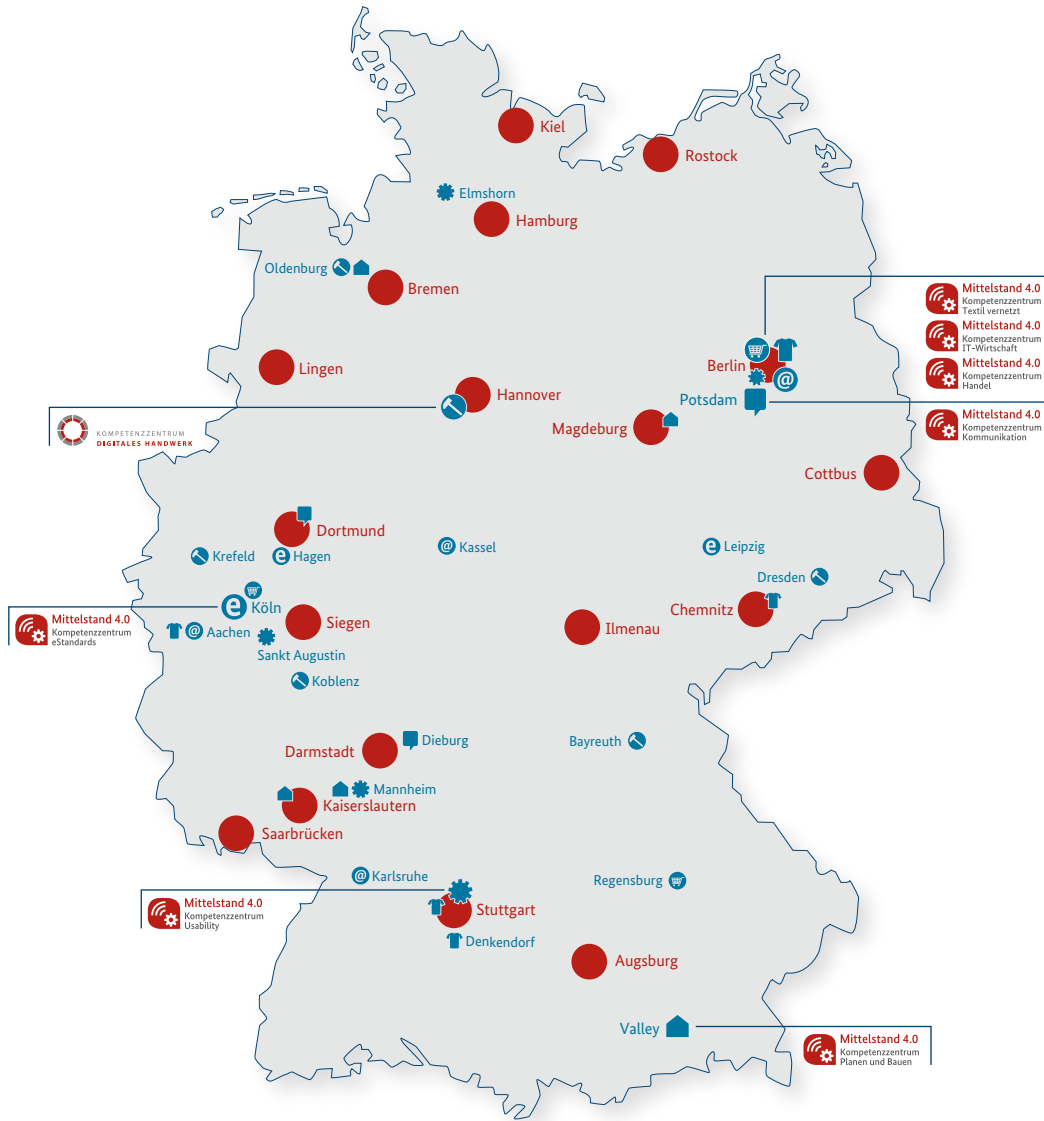 Kiel
Rostock
Elmshorn
Hamburg
Oldenburg
Bremen
Mittelstand 4.0
Kompetenzzentrum
Textil vernetzt
Mittelstand 4.0
Kompetenzzentrum
IT-Wirtschaft
Mittelstand 4.0
Kompetenzzentrum
Handel
Berlin
Lingen
Hannover
Potsdam
Mittelstand 4.0
Kompetenzzentrum
Kommunikation
KOMPETENZZENTRUM
DIGITALES HANDWERK
Magdeburg
Cottbus
Dortmund
Krefeld
e Hagen
@ Kassel
e Leipzig
Dresden
e Köln
Chemnitz
Mittelstand 4.0
Kompetenzzentrum
eStandards
@ Aachen
Siegen
Ilmenau
Sankt Augustin
Koblenz
Darmstadt
Dieburg
Bayreuth
Mannheim
Kaiserslautern
Saarbrücken
@ Karlsruhe
Regensburg
Mittelstand 4.0
Kompetenzzentrum
Usability
Stuttgart
Denkendorf
Augsburg
Valley
Mittelstand 4.0
Kompetenzzentrum
Planen und Bauen
@